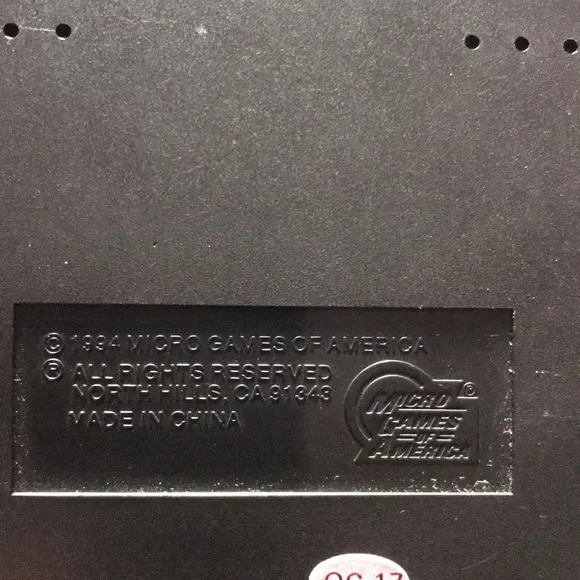 © 1994 MICRO GAMES OF AMERICA
℗ ALL RIGHTS RESERVED
NORTH HILLS, CA 91343
MADE IN CHINA
MICRO
GAMES
OF
AMERICA
®